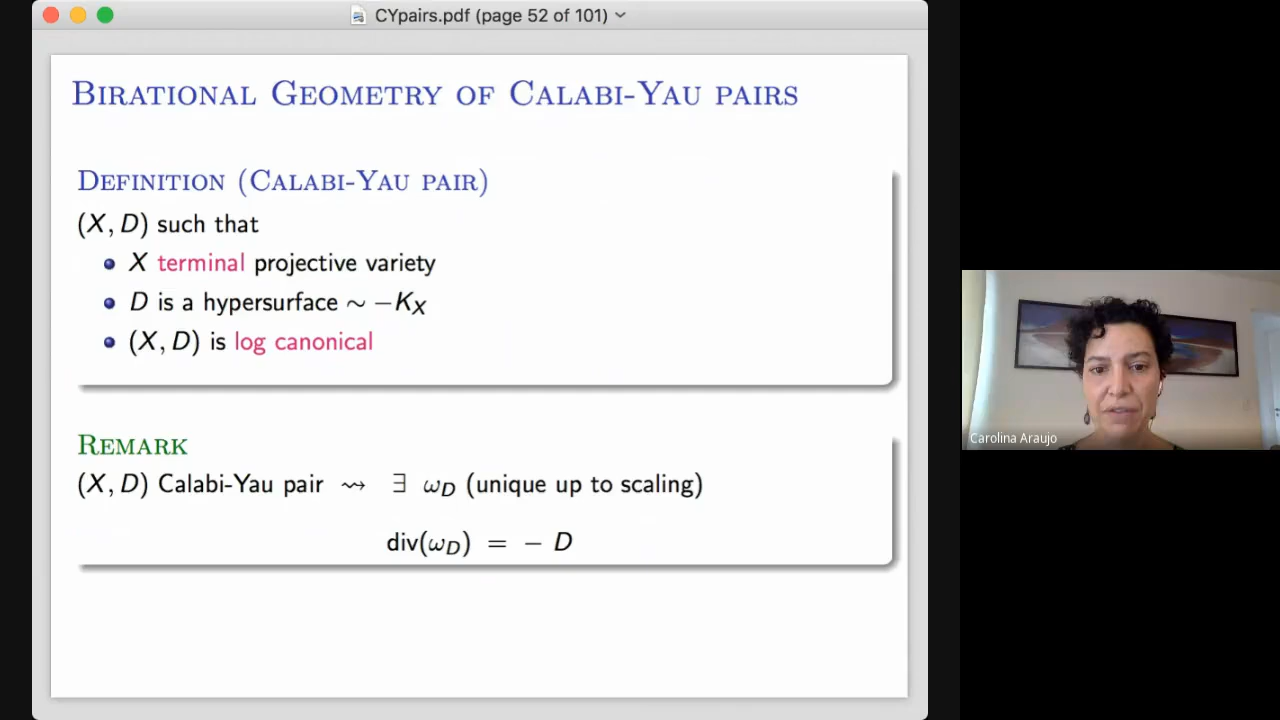 CYpairs.pdf (page 52 of 101)
BIRATIONAL GEOMETRY OF CALABI-YAU PAIRS
DEFINITION (CALABI-YAU PAIR)
(X, D) such that
• X terminal projective variety
• D is a hypersurface ∼ −K_X
• (X, D) is log canonical
REMARK
(X, D) Calabi-Yau pair ⇝ ∃ ω_D (unique up to scaling)
div(ω_D) = − D
Carolina Araujo